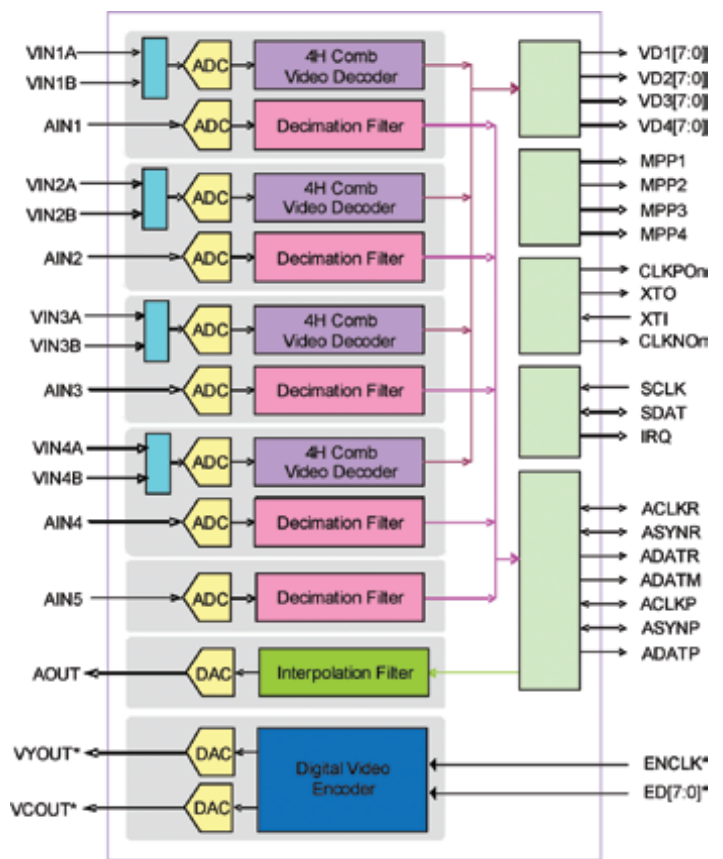 VIN1A
VIN1B
ADC
4H Comb
Video Decoder
AIN1
ADC
Decimation Filter
VIN2A
VIN2B
ADC
4H Comb
Video Decoder
AIN2
ADC
Decimation Filter
VIN3A
VIN3B
ADC
4H Comb
Video Decoder
AIN3
ADC
Decimation Filter
VIN4A
VIN4B
ADC
4H Comb
Video Decoder
AIN4
ADC
Decimation Filter
AIN5
ADC
Decimation Filter
AOUT
DAC
Interpolation Filter
VYOUT*
DAC
VCOUT*
DAC
Digital Video
Encoder
VD1[7:0]
VD2[7:0]
VD3[7:0]
VD4[7:0]
MPP1
MPP2
MPP3
MPP4
CLKPOn
XTO
XTI
CLKNOn
SCLK
SDAT
IRQ
ACLKR
ASYNR
ADATR
ADATM
ACLKP
ASYNP
ADATP
ENCLK*
ED[7:0]*